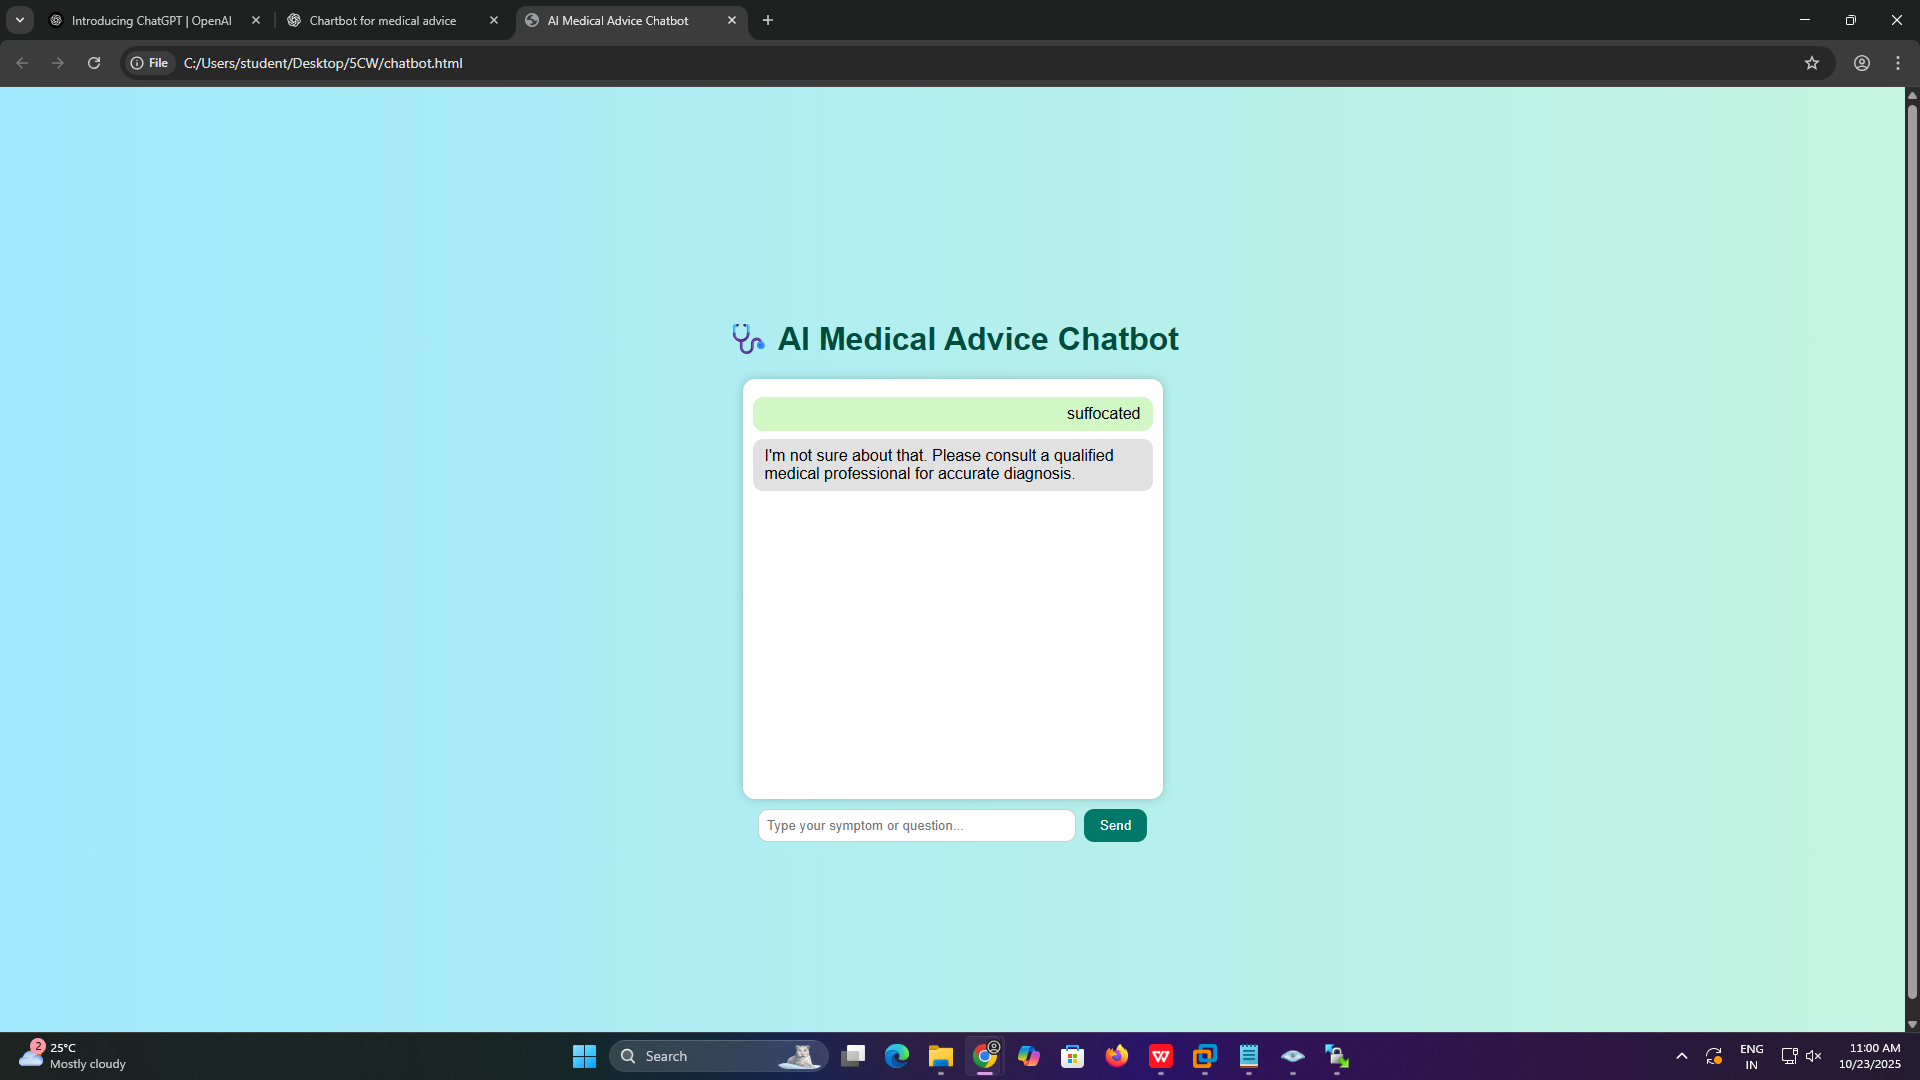 Introducing ChatGPT | OpenAI
Chartbot for medical advice
AI Medical Advice Chatbot
File
C:/Users/student/Desktop/5CW/chatbot.html
AI Medical Advice Chatbot
suffocated
I'm not sure about that. Please consult a qualified
medical professional for accurate diagnosis.
Type your symptom or question...
Send
2
25°C
Mostly cloudy
Search
ENG
IN
11:00 AM
10/23/2025